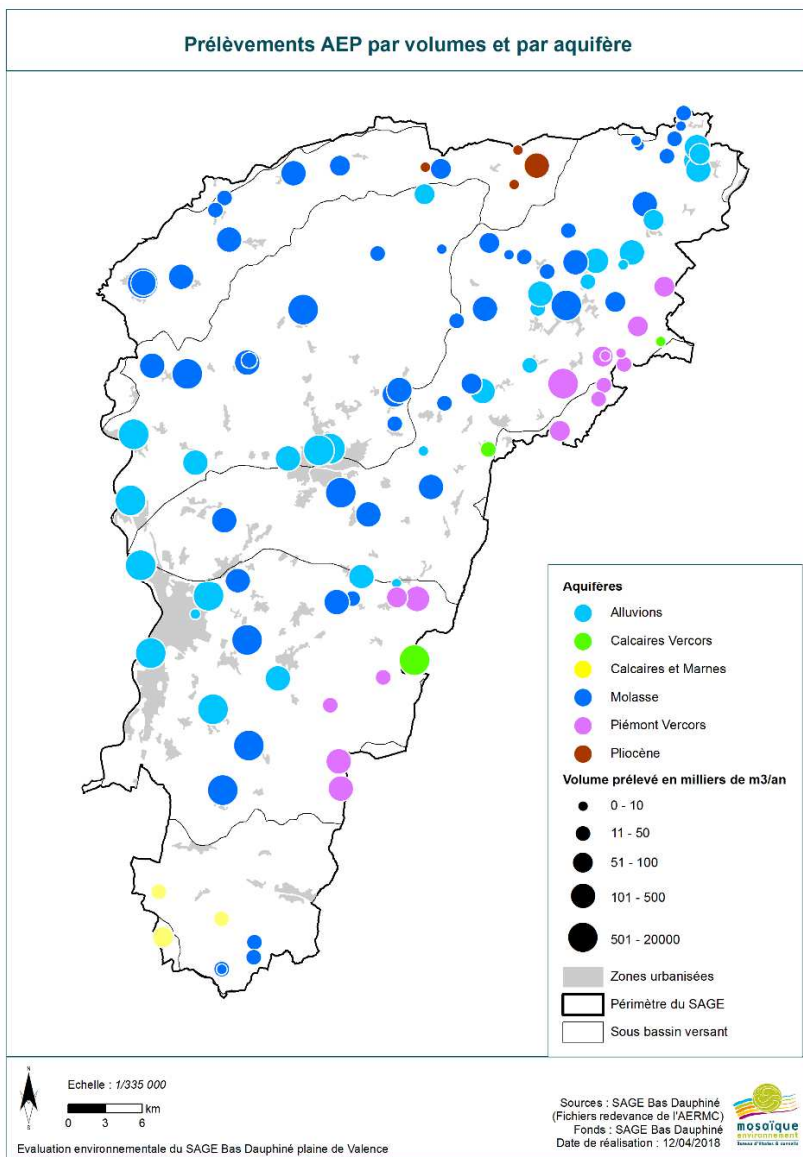 Prélèvements AEP par volumes et par aquifère
Aquifères
Alluvions
Calcaires Vercors
Calcaires et Marnes
Molasse
Piémont Vercors
Pliocène
Volume prélevé en milliers de m3/an
0 - 10
11 - 50
51 - 100
101 - 500
501 - 20000
Zones urbanisées
Périmètre du SAGE
Sous bassin versant
N
S
Echelle : 1/335 000
0 3 6 km
Evaluation environnementale du SAGE Bas Dauphiné plaine de Valence
Sources : SAGE Bas Dauphiné
(Fichiers redevance de l'AERMC)
Fonds : SAGE Bas Dauphiné
Date de réalisation : 12/04/2018
mosaïque
environnement
Bureau d'études & conseils